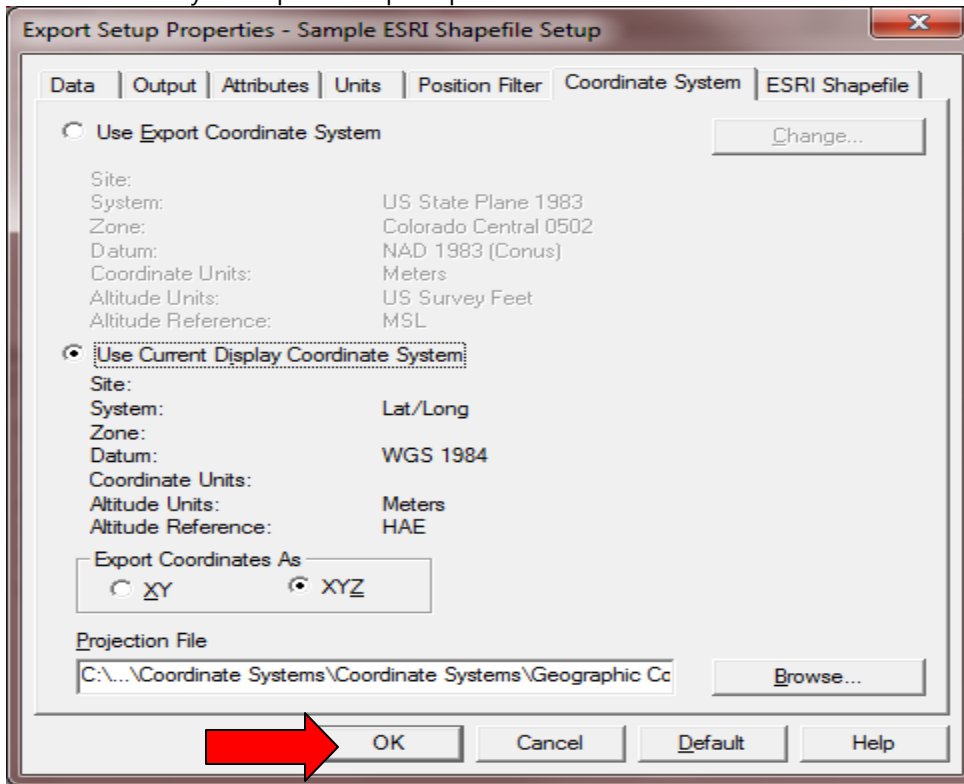 Export Setup Properties - Sample ESRI Shapefile Setup
Data Output Attributes Units Position Filter Coordinate System ESRI Shapefile
Use Export Coordinate System Change...
Site:
System: US State Plane 1983
Zone: Colorado Central 0502
Datum: NAD 1983 (Conus)
Coordinate Units: Meters
Altitude Units: US Survey Feet
Altitude Reference: MSL
Use Current Display Coordinate System
Site:
System: Lat/Long
Zone:
Datum: WGS 1984
Coordinate Units:
Altitude Units: Meters
Altitude Reference: HAE
Export Coordinates As
XY XYZ
Projection File
C:\...\Coordinate Systems\Coordinate Systems\Geographic Cc Browse...
OK Cancel Default Help